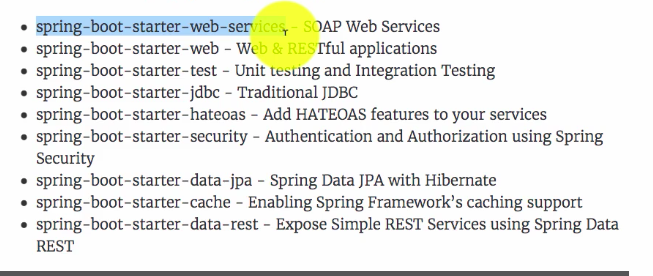 spring-boot-starter-web-services - SOAP Web Services
spring-boot-starter-web - Web & RESTful applications
spring-boot-starter-test - Unit testing and Integration Testing
spring-boot-starter-jdbc - Traditional JDBC
spring-boot-starter-hateoas - Add HATEOAS features to your services
spring-boot-starter-security - Authentication and Authorization using Spring
Security
spring-boot-starter-data-jpa - Spring Data JPA with Hibernate
spring-boot-starter-cache - Enabling Spring Framework’s caching support
spring-boot-starter-data-rest - Expose Simple REST Services using Spring Data
REST